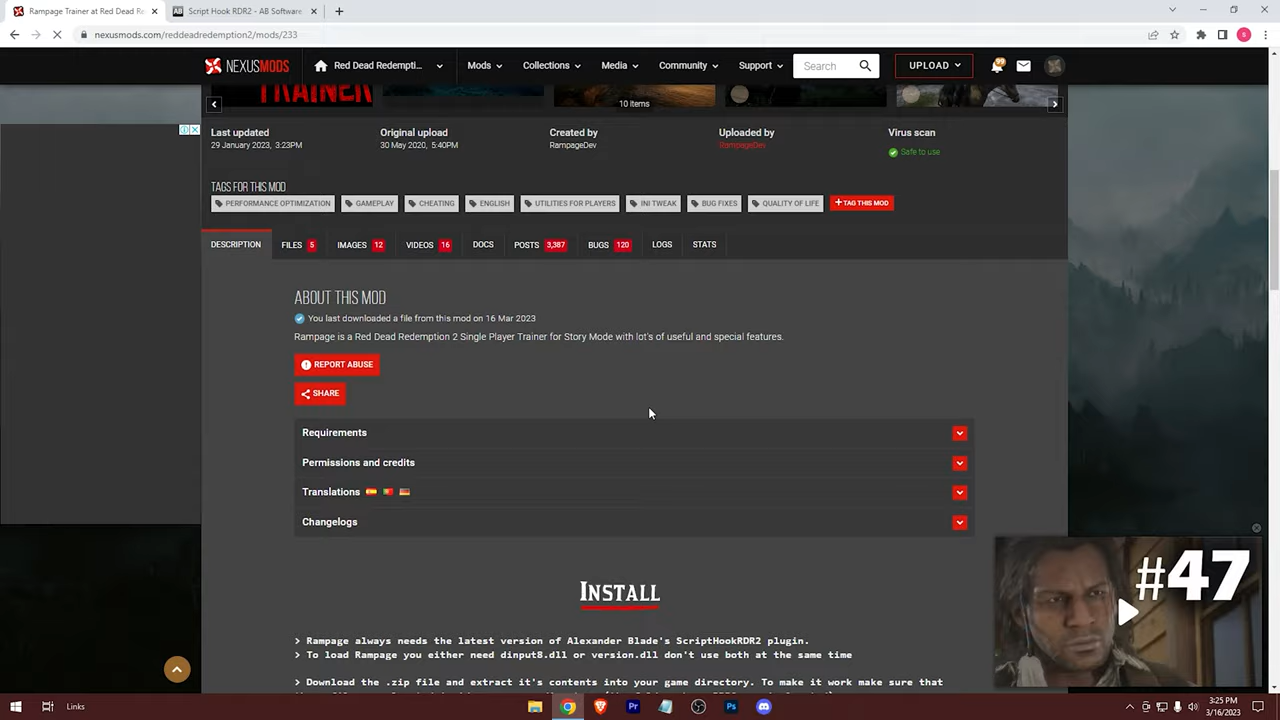 Rampage Trainer at Red Dead Re
AB Script Hook RDR2 - AB Software
nexusmods.com/reddeadredemption2/mods/233
s
NEXUSMODS
Red Dead Redempti...
Mods
Collections
Media
Community
Support
Search
UPLOAD
TRAINER
10 items
Last updated
29 January 2023, 3:23PM
Original upload
30 May 2020, 5:40PM
Created by
RampageDev
Uploaded by
RampageDev
Virus scan
Safe to use
TAGS FOR THIS MOD
PERFORMANCE OPTIMIZATION
GAMEPLAY
CHEATING
ENGLISH
UTILITIES FOR PLAYERS
INI TWEAK
BUG FIXES
QUALITY OF LIFE
+ TAG THIS MOD
DESCRIPTION
FILES 5
IMAGES 12
VIDEOS 16
DOCS
POSTS 3,387
BUGS 120
LOGS
STATS
ABOUT THIS MOD
You last downloaded a file from this mod on 16 Mar 2023
Rampage is a Red Dead Redemption 2 Single Player Trainer for Story Mode with lot's of useful and special features.
REPORT ABUSE
SHARE
Requirements
Permissions and credits
Translations
Changelogs
#47
INSTALL
> Rampage always needs the latest version of Alexander Blade's ScriptHookRDR2 plugin.
> To load Rampage you either need dinput8.dll or version.dll don't use both at the same time
> Download the .zip file and extract it's contents into your game directory. To make it work make sure that
Links
3:25 PM
3/16/2023